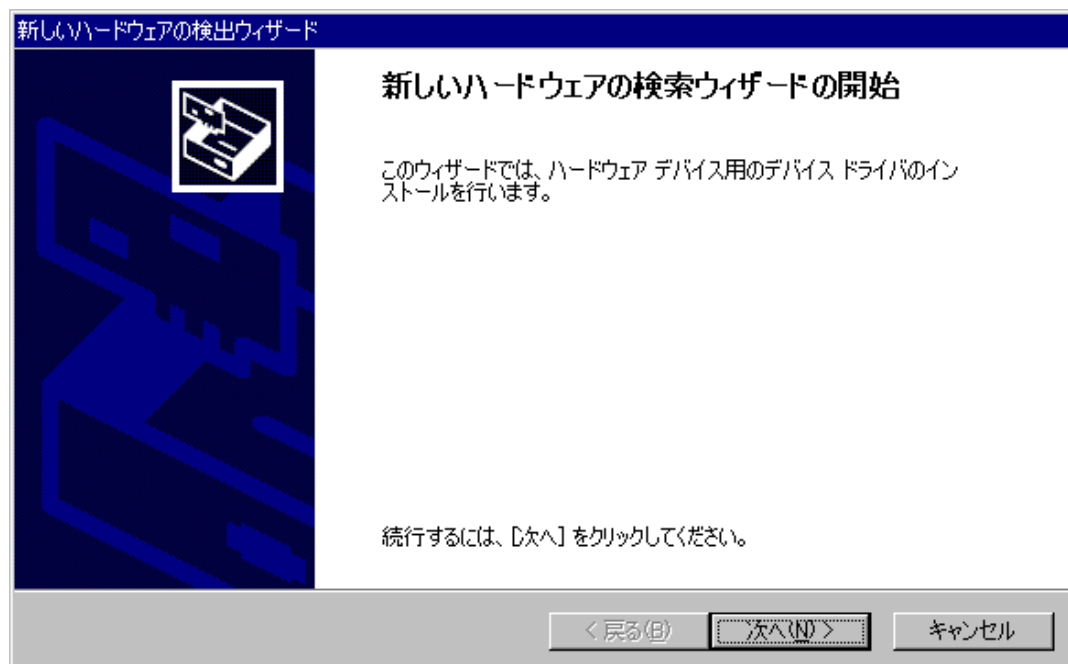 新しいハードウェアの検出ウィザード
新しいハードウェアの検索ウィザードの開始
このウィザードでは、ハードウェア デバイス用のデバイス ドライバのイン
ストールを行います。
続行するには、[次へ] をクリックしてください。
< 戻る(B)
次へ(N) >
キャンセル